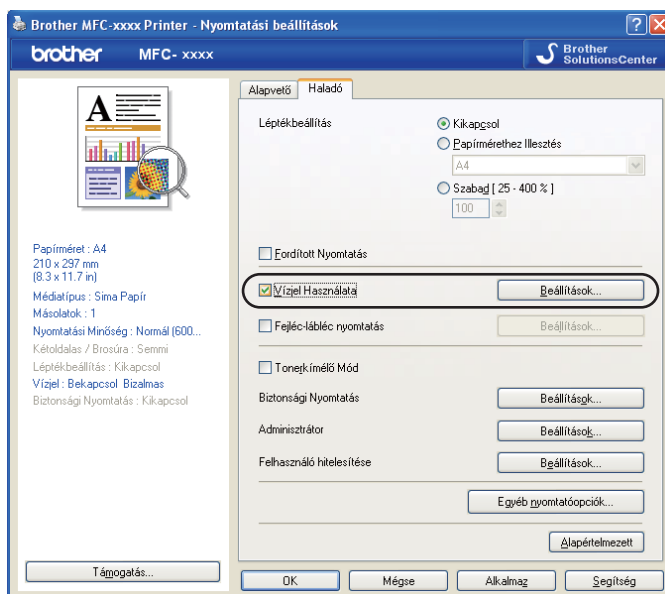 Brother MFC-xxxx Printer - Nyomtatási beállítások
brother MFC- xxxx
Brother
SolutionsCenter
A
Papírméret : A4
210 x 297 mm
(8.3 x 11.7 in)
Médiatípus : Sima Papír
Másolatok : 1
Nyomtatási Minőség : Normál (600...
Kétoldalas / Brosúra : Semmi
Léptékbeállítás : Kikapcsol
Vízjel : Bekapcsol Bizalmas
Biztonsági Nyomtatás : Kikapcsol
Támogatás...
Alapvető Haladó
Léptékbeállítás Kikapcsol
Papírmérethez Illesztés
A4
Szabad [ 25 - 400 % ]
100
Fordított Nyomtatás
Vízjel Használata Beállítások...
Fejléc-lábléc nyomtatás Beállítások...
Tonerkímélő Mód
Biztonsági Nyomtatás Beállítások...
Adminisztrátor Beállítások...
Felhasználó hitelesítése Beállítások...
Egyéb nyomtatóopciók...
Alapértelmezett
OK Mégse Alkalmaz Segítség